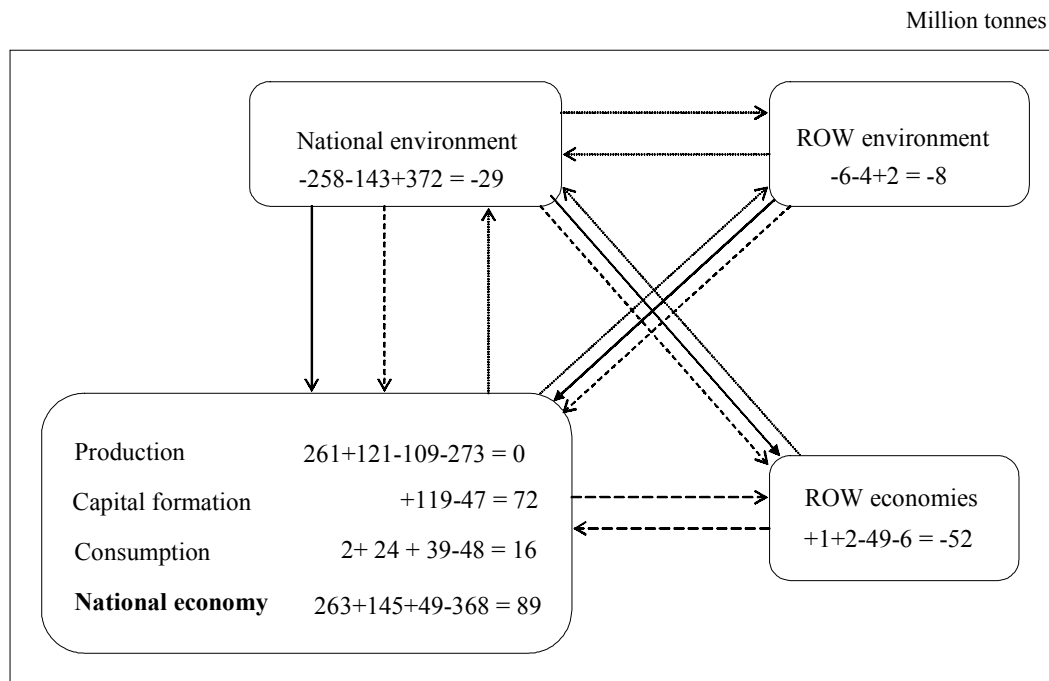 Million tonnes
National environment
-258-143+372 = -29
ROW environment
-6-4+2 = -8
Production 261+121-109-273 = 0
Capital formation +119-47 = 72
Consumption 2+ 24 + 39-48 = 16
National economy 263+145+49-368 = 89
ROW economies
+1+2-49-6 = -52